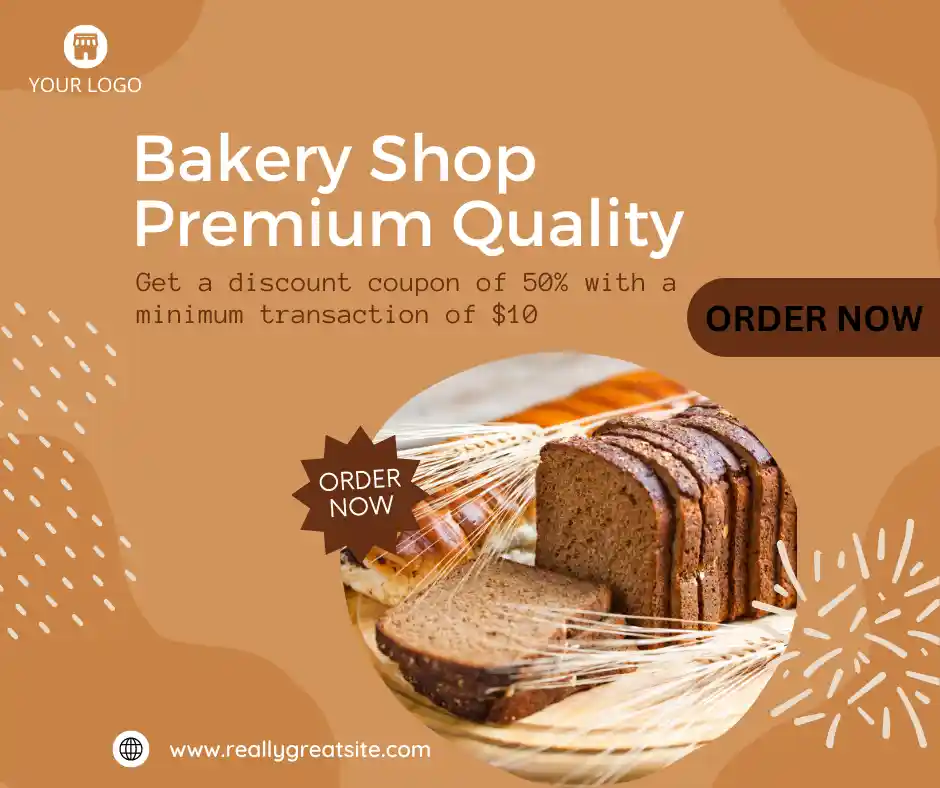 YOUR LOGO
Bakery Shop
Premium Quality
Get a discount coupon of 50% with a
minimum transaction of $10
ORDER NOW
ORDER
NOW
www.reallygreatsite.com